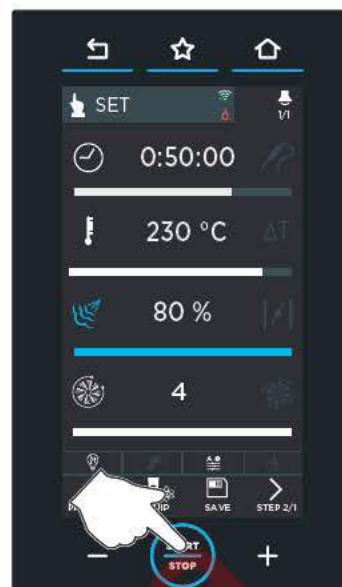 SET
1/1
0:50:00
230 °C ΔT
80 %
4
SAVE STEP 2/1
− +
STOP